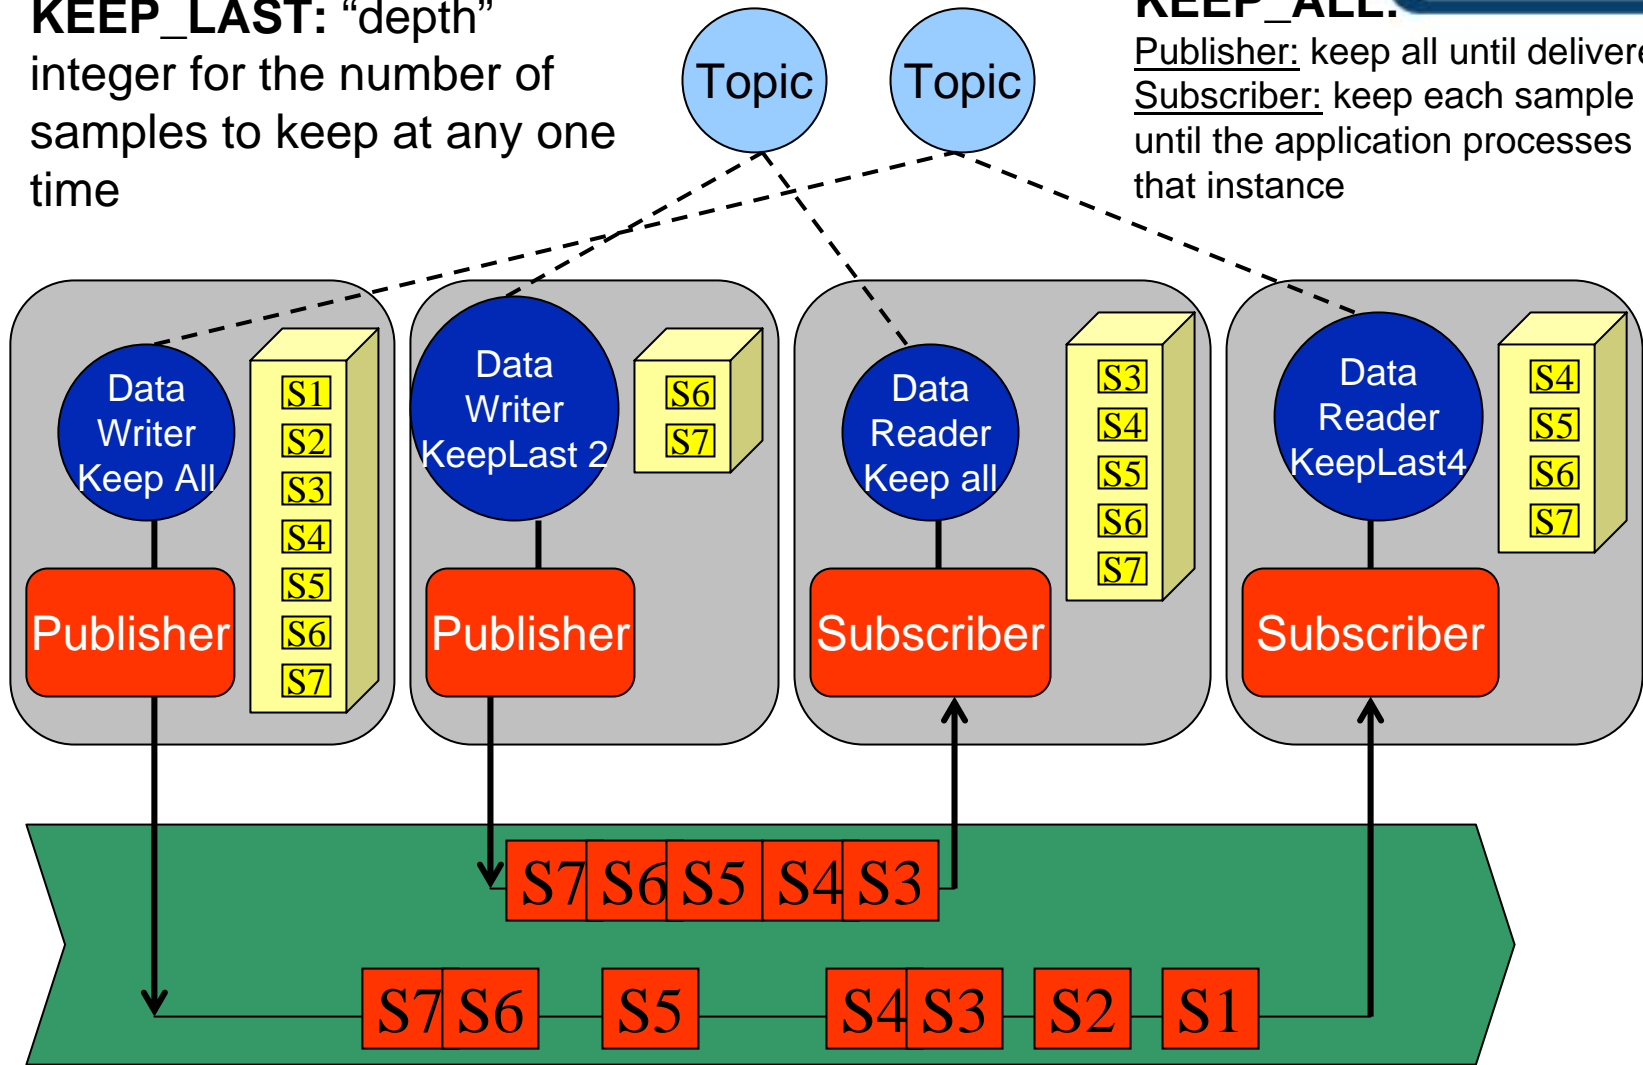 KEEP_LAST: “depth”
integer for the number of
samples to keep at any one
time
KEEP_ALL:
Publisher: keep all until
Subscriber: keep each sample
until the application processes
that instance
Topic
Topic
Data
Writer
Keep All
S1
S2
S3
S4
S5
S6
S7
Publisher
Data
Writer
KeepLast 2
S6
S7
Publisher
Data
Reader
Keep all
S3
S4
S5
S6
S7
Subscriber
Data
Reader
KeepLast4
S4
S5
S6
S7
Subscriber
S7 S6 S5 S4 S3
S7 S6 S5 S4 S3 S2 S1